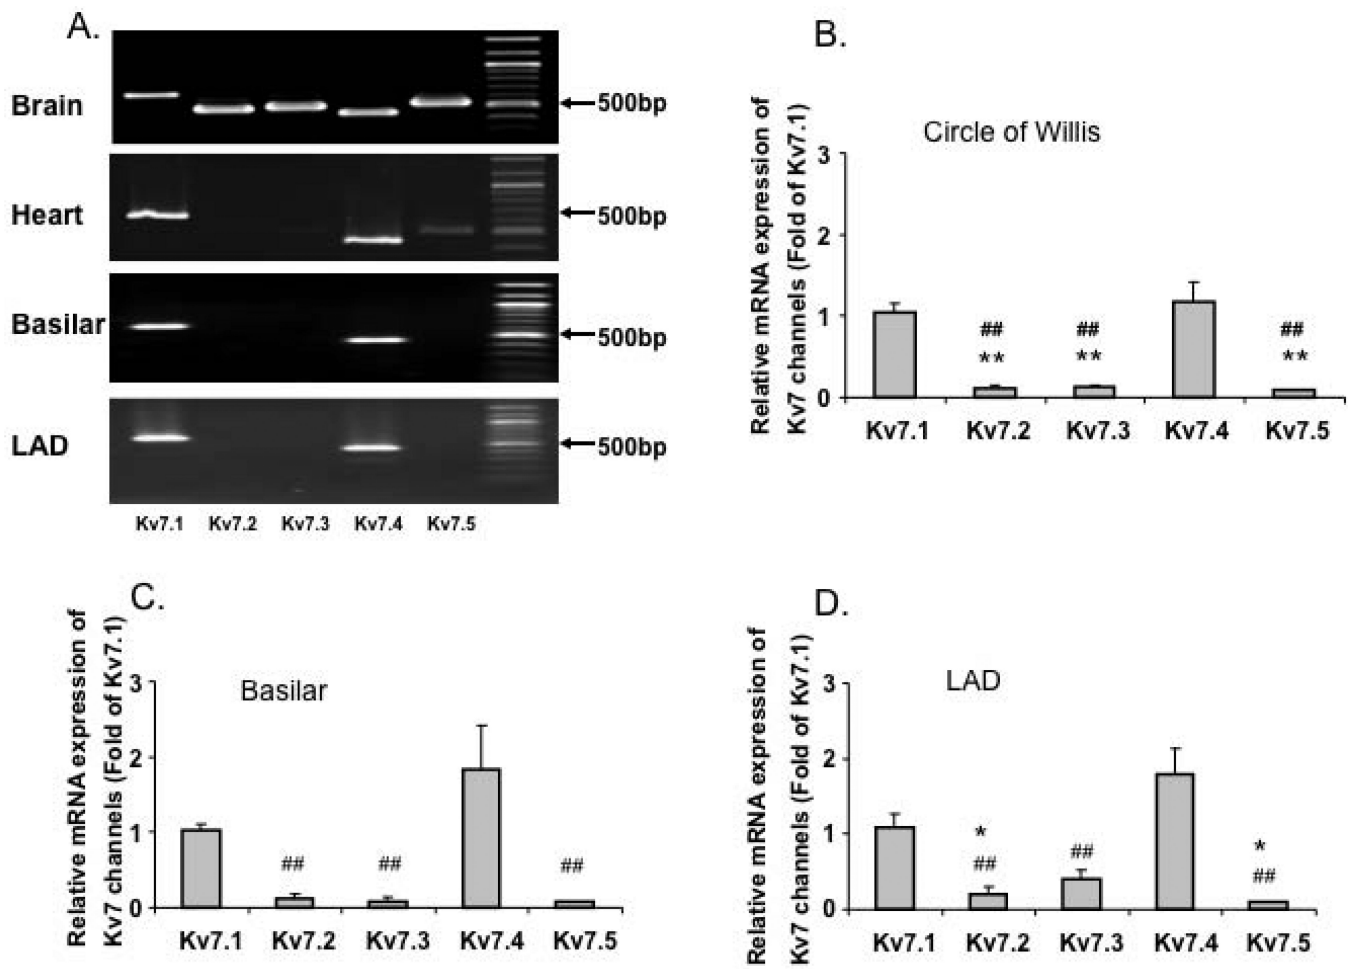 A.
Brain
500bp
Heart
500bp
Basilar
500bp
LAD
500bp
Kv7.1 Kv7.2 Kv7.3 Kv7.4 Kv7.5
B.
Circle of Willis
Relative mRNA expression of
Kv7 channels (Fold of Kv7.1)
3
2
1
0
## ## ##
** ** **
Kv7.1 Kv7.2 Kv7.3 Kv7.4 Kv7.5
C.
Basilar
Relative mRNA expression of
Kv7 channels (Fold of Kv7.1)
3
2
1
0
## ## ##
Kv7.1 Kv7.2 Kv7.3 Kv7.4 Kv7.5
D.
LAD
Relative mRNA expression of
Kv7 channels (Fold of Kv7.1)
3
2
1
0
* *
## ## ##
Kv7.1 Kv7.2 Kv7.3 Kv7.4 Kv7.5